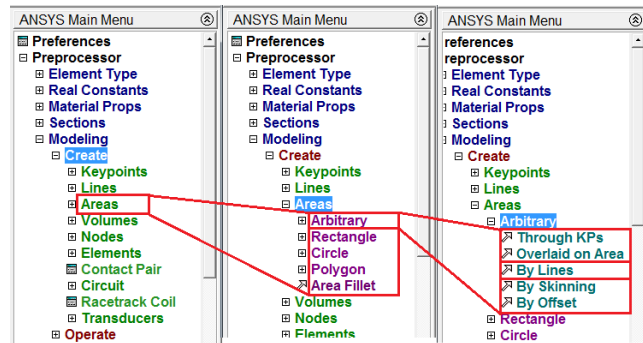 ANSYS Main Menu
Preferences
Preprocessor
Element Type
Real Constants
Material Props
Sections
Modeling
Create
Keypoints
Lines
Areas
Volumes
Nodes
Elements
Contact Pair
Circuit
Racetrack Coil
Transducers
Operate
ANSYS Main Menu
Preferences
Preprocessor
Element Type
Real Constants
Material Props
Sections
Modeling
Create
Keypoints
Lines
Areas
Arbitrary
Rectangle
Circle
Polygon
Area Fillet
Volumes
Nodes
Elements
ANSYS Main Menu
references
reprocessor
Element Type
Real Constants
Material Props
Sections
Modeling
Create
Keypoints
Lines
Areas
Arbitrary
Through KPs
Overlaid on Area
By Lines
By Skinning
By Offset
Rectangle
Circle